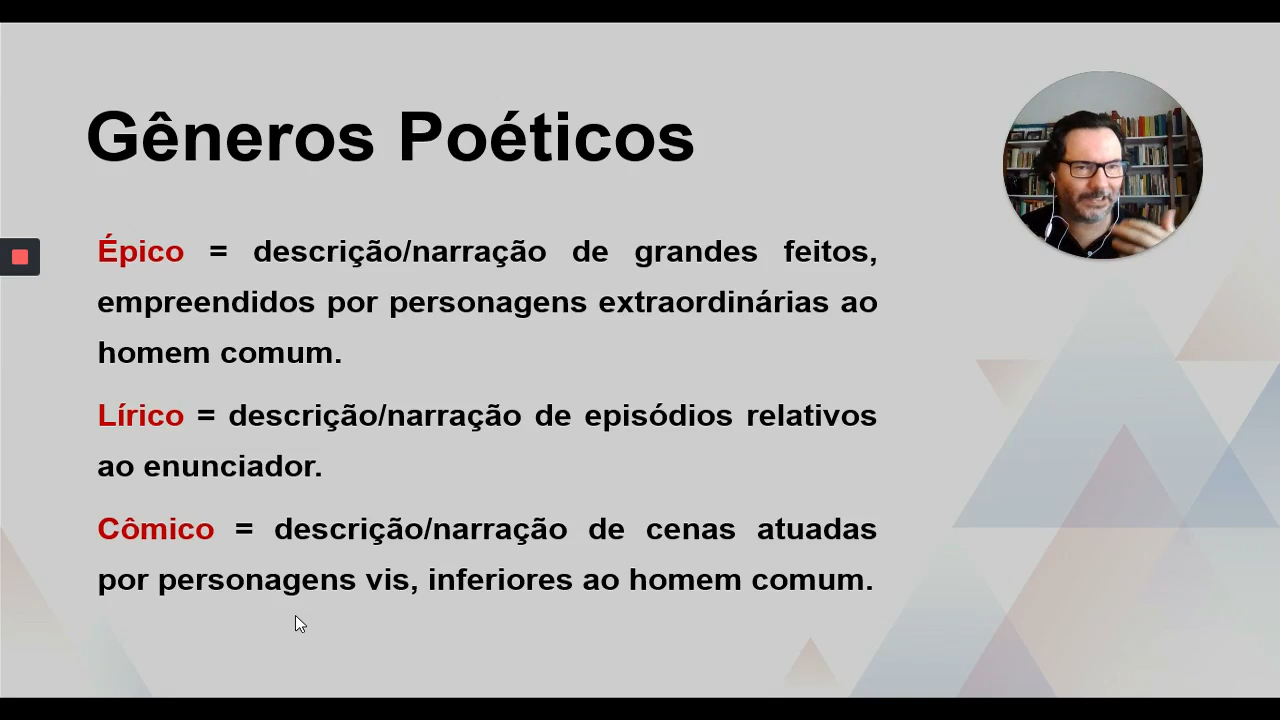 Gêneros Poéticos
Épico = descrição/narração de grandes feitos,
empreendidos por personagens extraordinárias ao
homem comum.
Lírico = descrição/narração de episódios relativos
ao enunciador.
Cômico = descrição/narração de cenas atuadas
por personagens vis, inferiores ao homem comum.